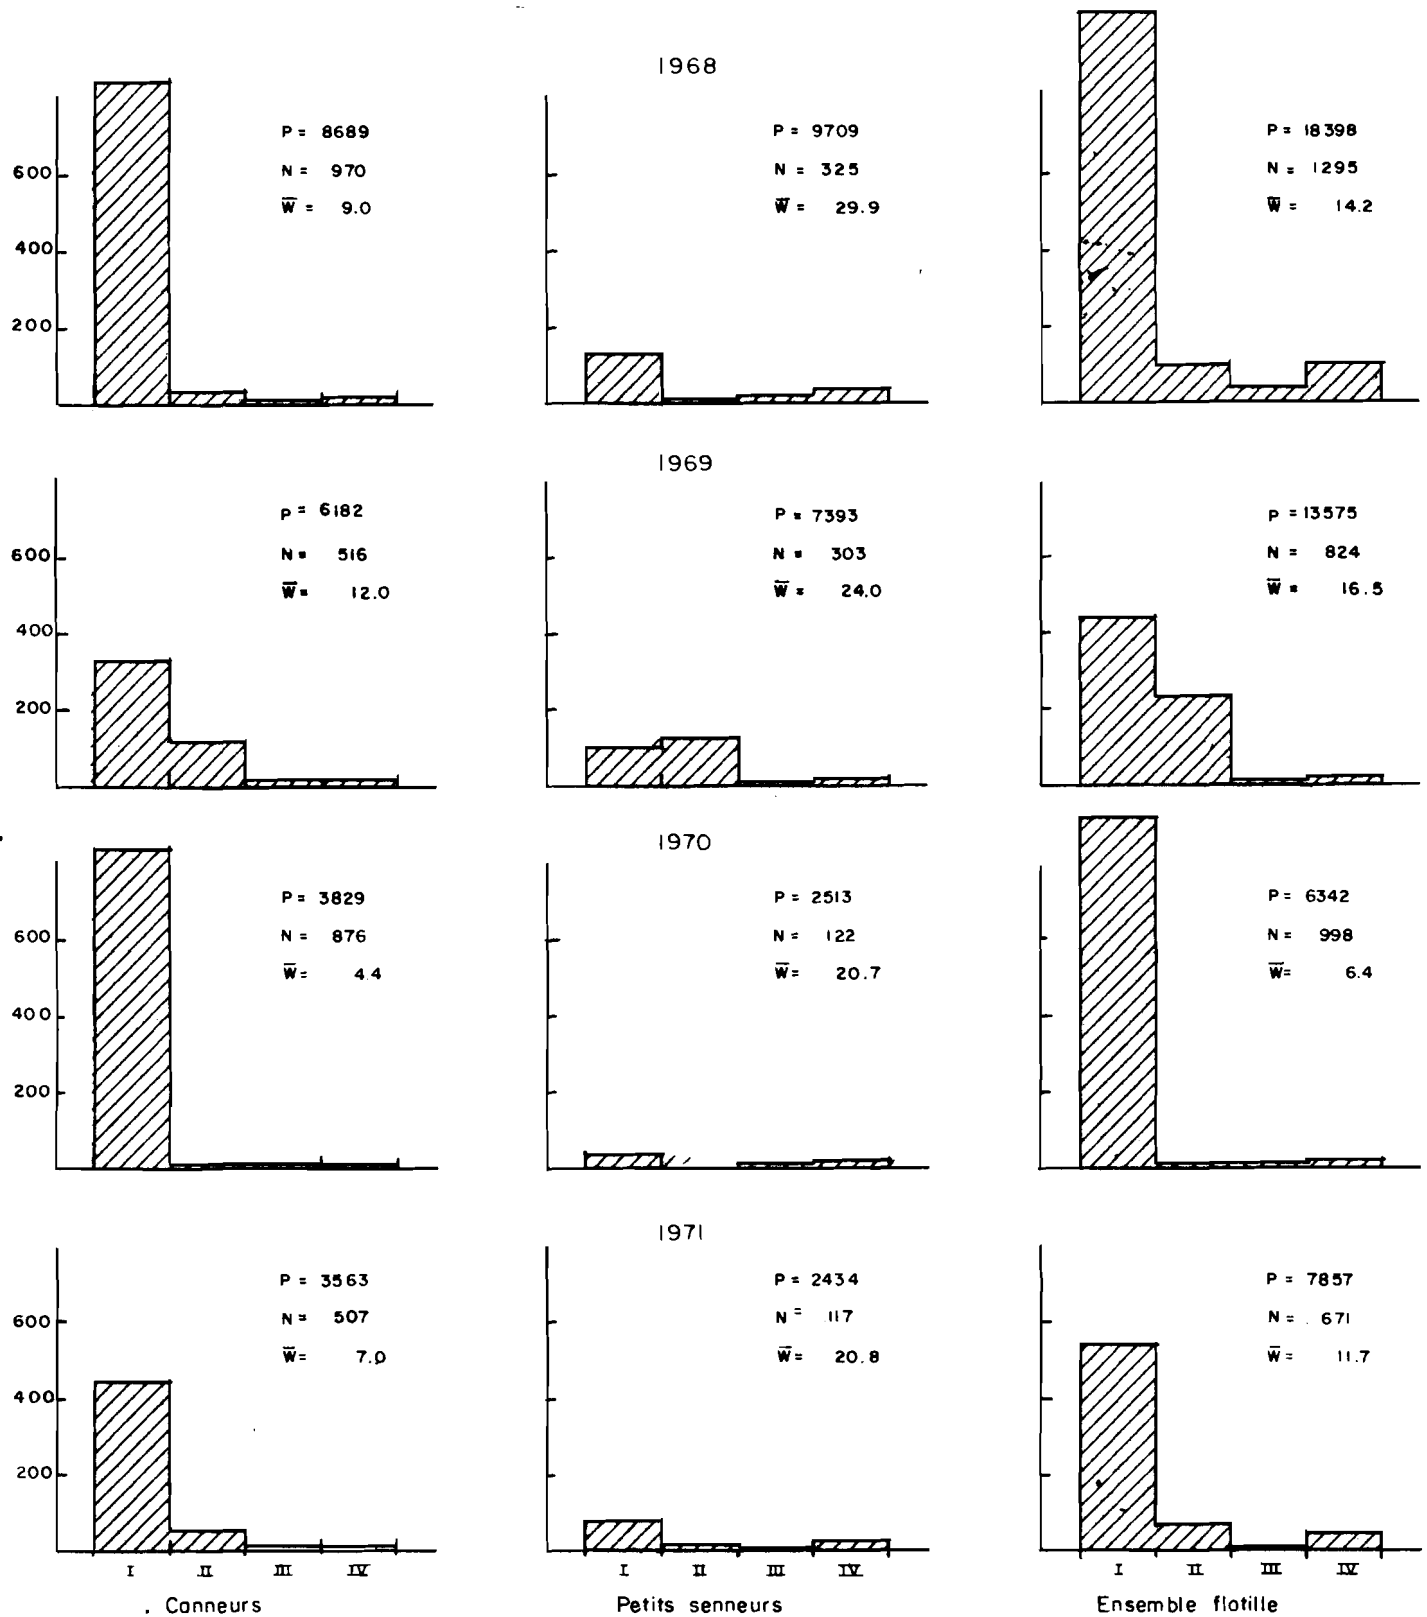 1968
P = 8689
N = 970
W̅ = 9.0
600
400
200
P = 9709
N = 325
W̅ = 29.9
P = 18398
N = 1295
W̅ = 14.2
1969
P = 6182
N = 516
W̅ = 12.0
600
400
200
P = 7393
N = 303
W̅ = 24.0
P = 13575
N = 824
W̅ = 16.5
1970
P = 3829
N = 876
W̅ = 4.4
600
400
200
P = 2513
N = 122
W̅ = 20.7
P = 6342
N = 998
W̅ = 6.4
1971
P = 3563
N = 507
W̅ = 7.0
600
400
200
P = 2434
N = 117
W̅ = 20.8
P = 7857
N = 671
W̅ = 11.7
I II III IV
I II III IV
I II III IV
Canneurs
Petits senneurs
Ensemble flotille